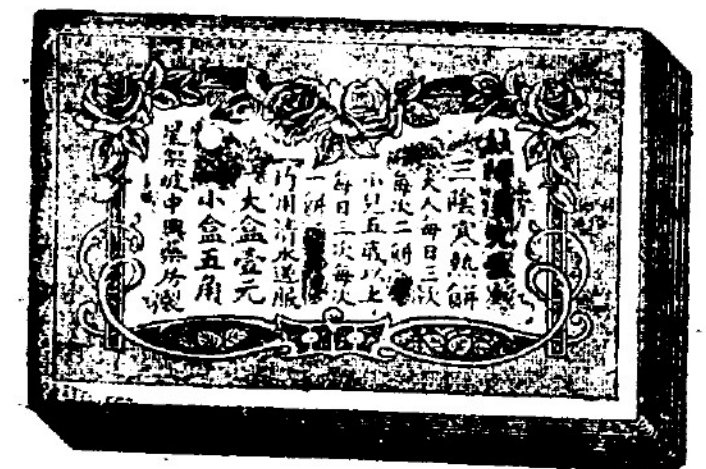 三陰寒熱餅
大人每日三次
每次二餅
小兒五歲以上
每日三次每次
一餅
均用清水送服
大盒壹元
小盒五角
星架坡中興藥房製